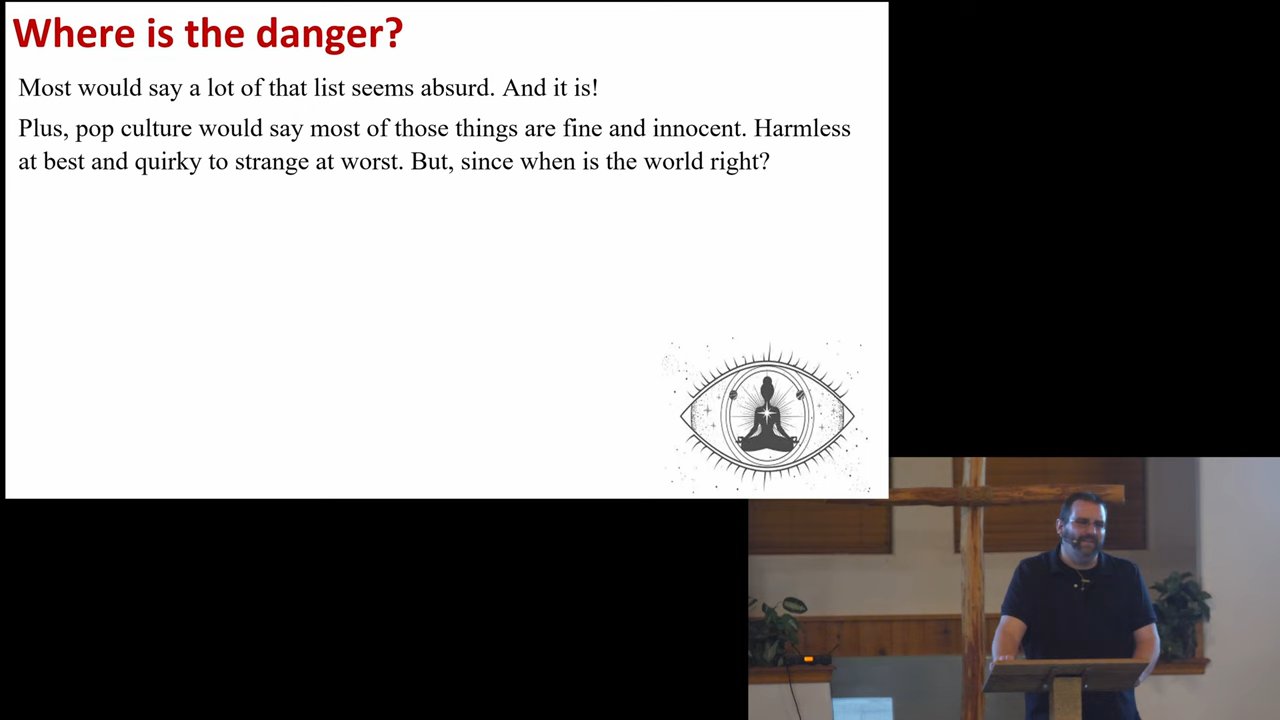 Where is the danger?
Most would say a lot of that list seems absurd. And it is!
Plus, pop culture would say most of those things are fine and innocent. Harmless
at best and quirky to strange at worst. But, since when is the world right?